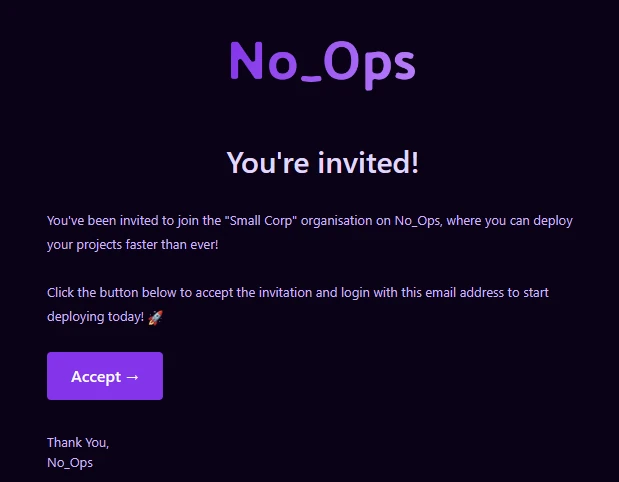 No_Ops
You're invited!
You've been invited to join the "Small Corp" organisation on No_Ops, where you can deploy
your projects faster than ever!
Click the button below to accept the invitation and login with this email address to start
deploying today! 🚀
Accept →
Thank You,
No_Ops